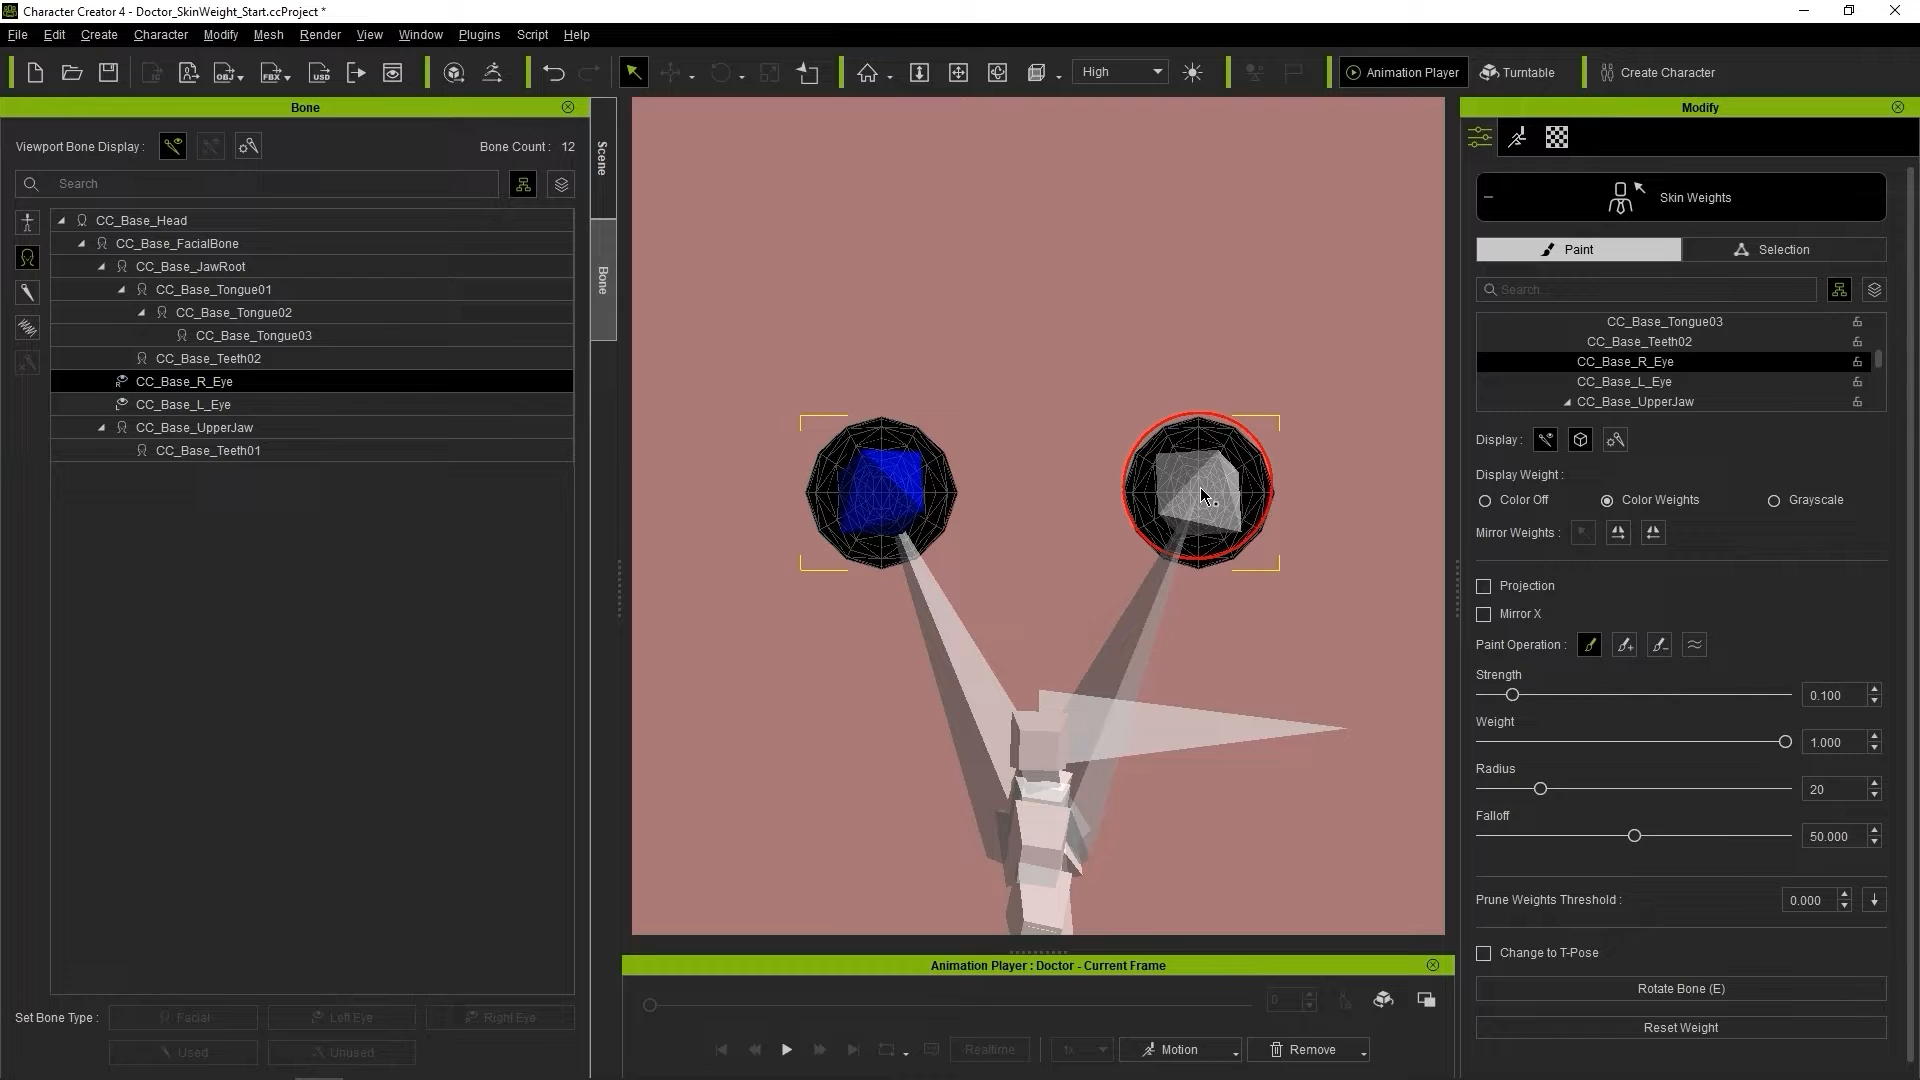 Character Creator 4 - Doctor_SkinWeight_Start.ccProject *
File Edit Create Character Modify Mesh Render View Window Plugins Script Help
OBJ FBX USD High Animation Player Turntable Create Character
Bone
Viewport Bone Display : Bone Count : 12
Search
CC_Base_Head
CC_Base_FacialBone
CC_Base_JawRoot
CC_Base_Tongue01
CC_Base_Tongue02
CC_Base_Tongue03
CC_Base_Teeth02
CC_Base_R_Eye
CC_Base_L_Eye
CC_Base_UpperJaw
CC_Base_Teeth01
Set Bone Type : Facial Left Eye Right Eye
Used Unused
Scene
Bone
Animation Player : Doctor - Current Frame
0
Realtime 1x Motion Remove
Modify
Skin Weights
Paint Selection
Search...
CC_Base_Tongue03
CC_Base_Teeth02
CC_Base_R_Eye
CC_Base_L_Eye
CC_Base_UpperJaw
Display :
Display Weight :
Color Off Color Weights Grayscale
Mirror Weights :
Projection
Mirror X
Paint Operation :
Strength
0.100
Weight
1.000
Radius
20
Falloff
50.000
Prune Weights Threshold : 0.000
Change to T-Pose
Rotate Bone (E)
Reset Weight